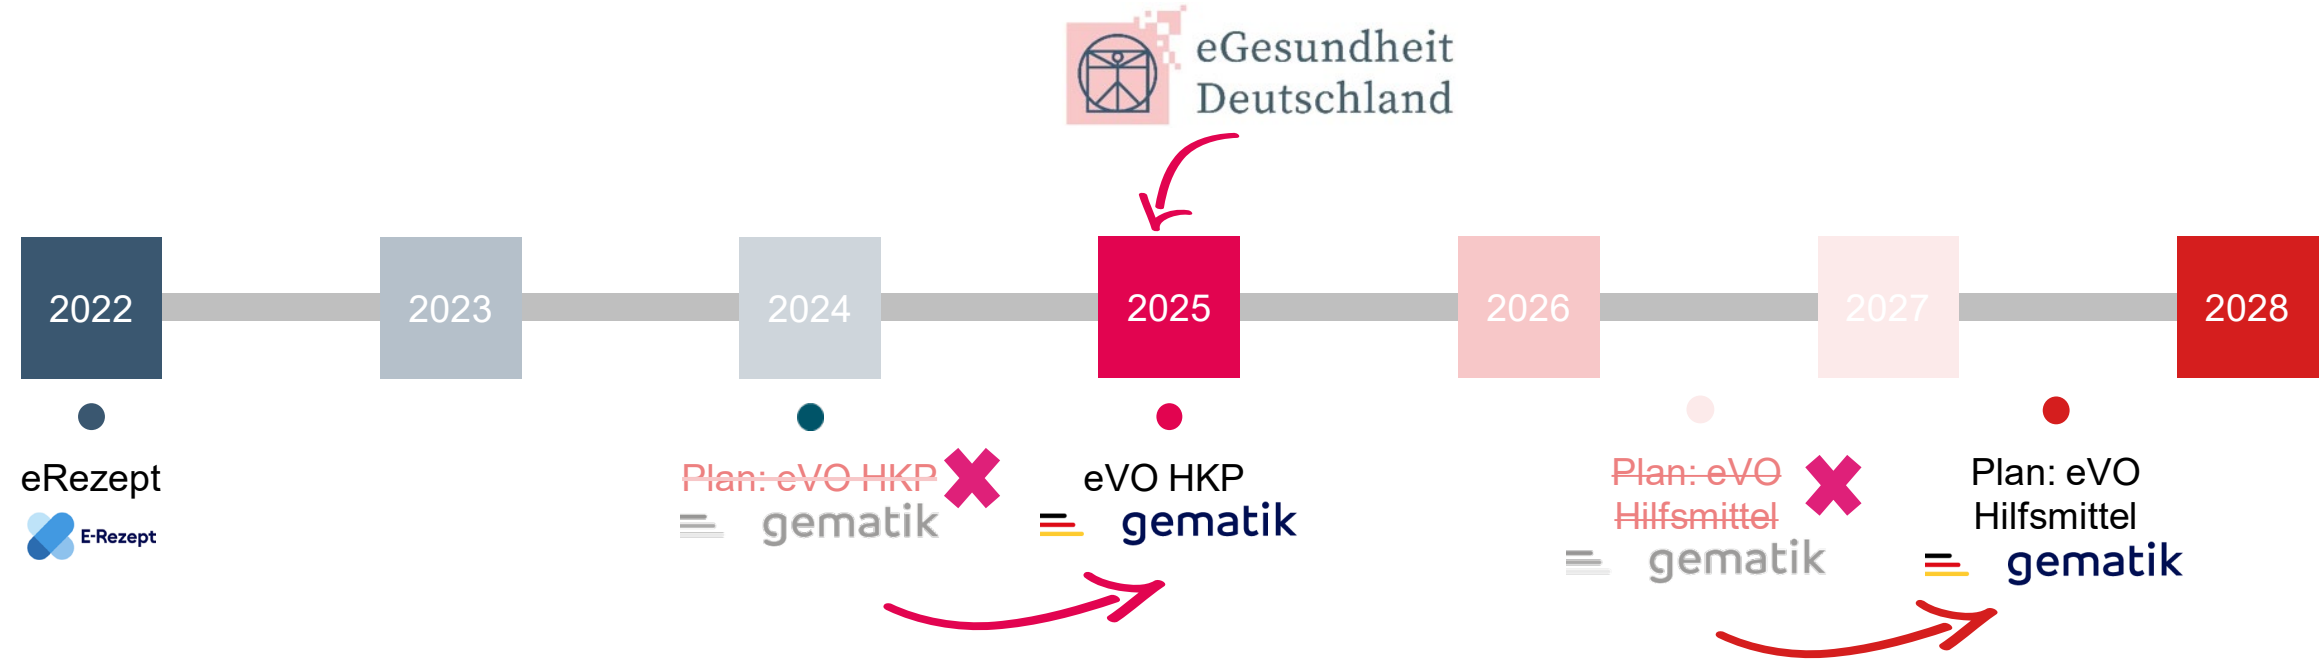 eGesundheit
Deutschland
2022
2023
2024
2025
2026
2027
2028
eRezept
E-Rezept
Plan: eVO HKP
gematik
eVO HKP
gematik
Plan: eVO
Hilfsmittel
gematik
Plan: eVO
Hilfsmittel
gematik